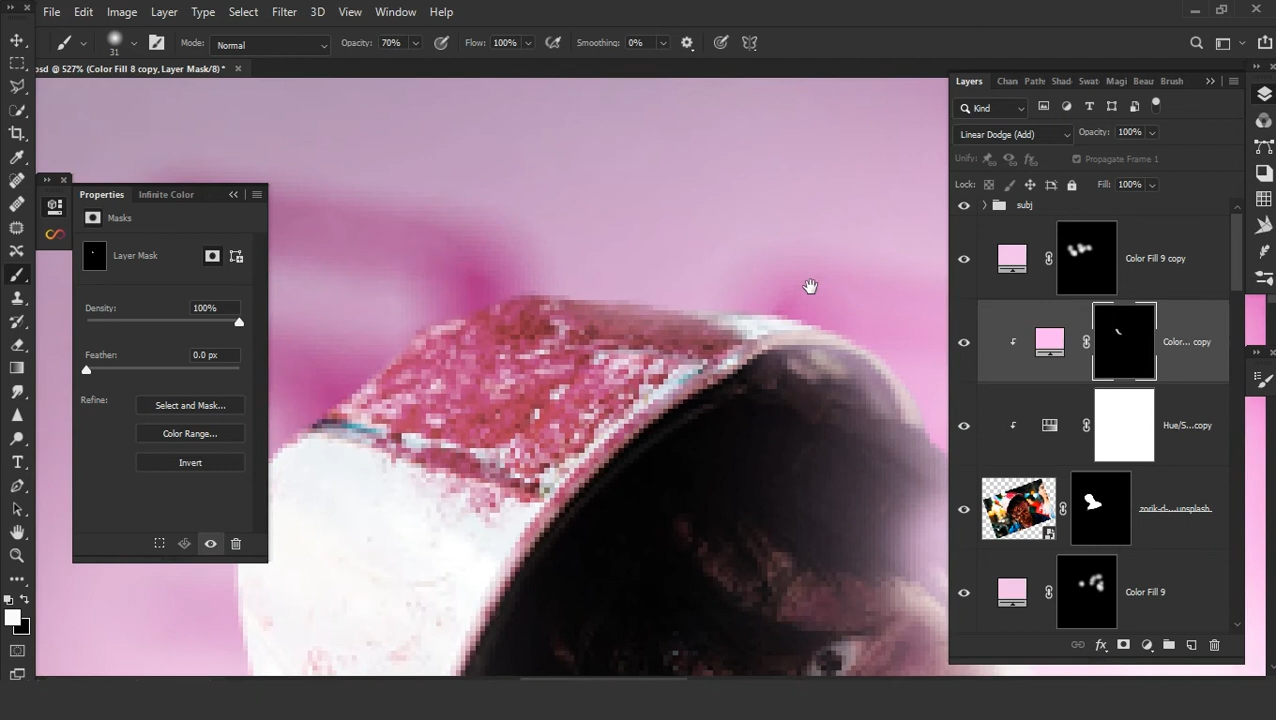 File Edit Image Layer Type Select Filter 3D View Window Help
31 Mode: Normal Opacity: 70% Flow: 100% Smoothing: 0%
psd @ 527% (Color Fill 8 copy, Layer Mask/8)*
Layers Chan Path Shad Swat Magi Beau Brush
Kind
Linear Dodge (Add) Opacity: 100%
Unify: Propagate Frame 1
Lock: Fill: 100%
subj
Color Fill 9 copy
Color... copy
Hue/S...copy
zorik-d-...unsplash
Color Fill 9
Properties Infinite Color
Masks
Layer Mask
Density: 100%
Feather: 0.0 px
Refine: Select and Mask...
Color Range...
Invert